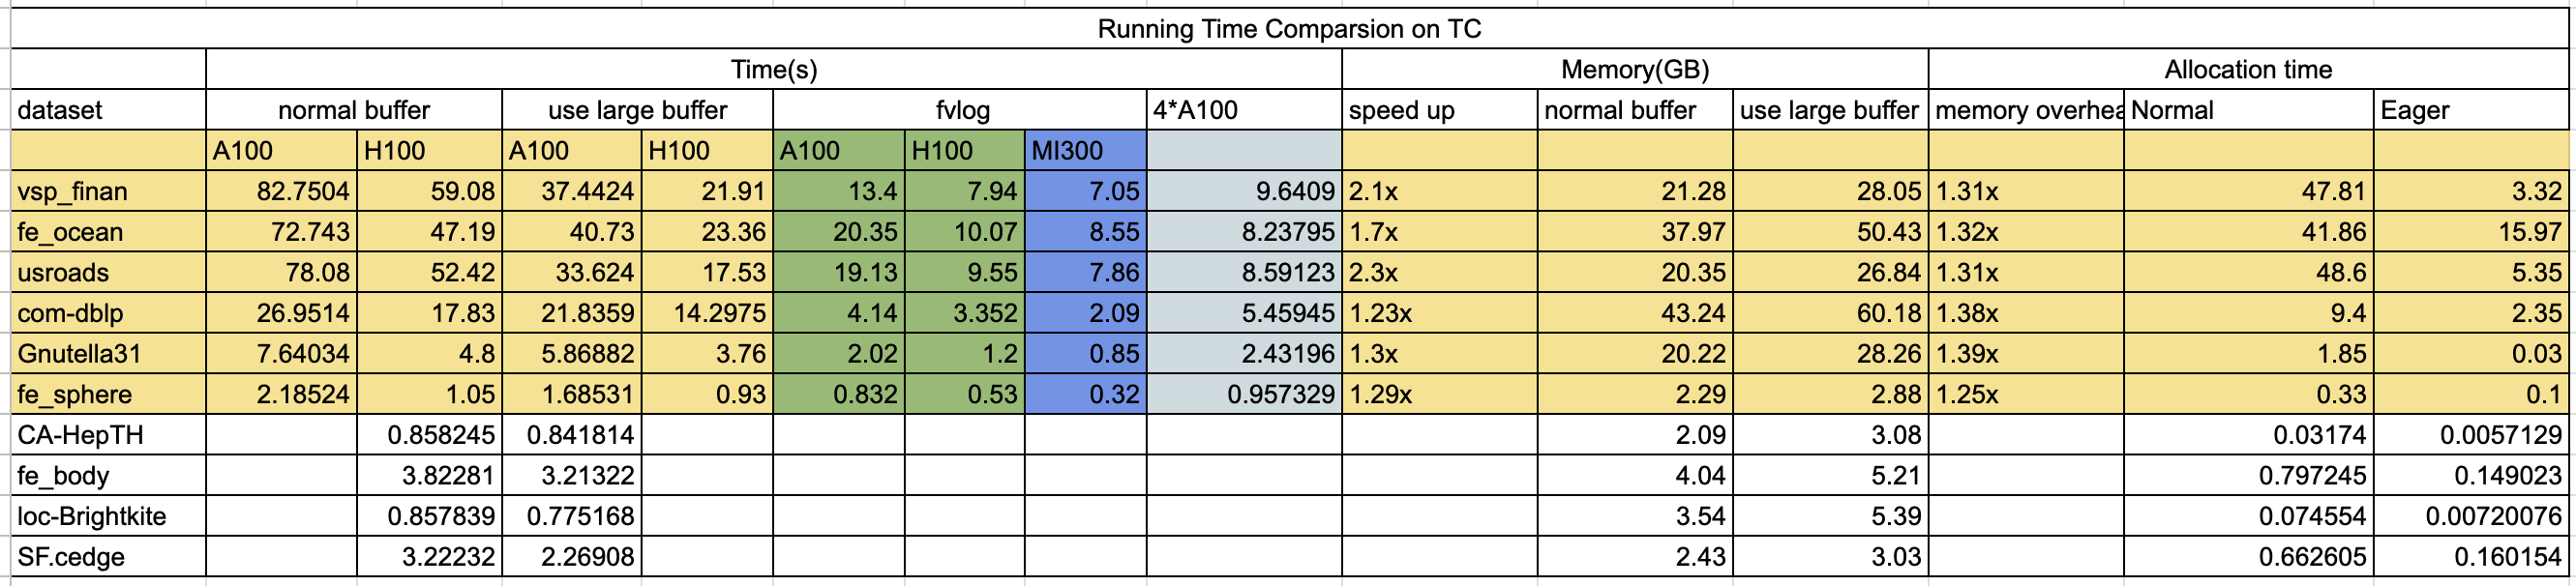 Running Time Comparsion on TC
Time(s) Memory(GB) Allocation time
dataset normal buffer use large buffer fvlog 4*A100 speed up normal buffer use large buffer memory overhea Normal Eager
A100 H100 A100 H100 A100 H100 MI300
vsp_finan 82.7504 59.08 37.4424 21.91 13.4 7.94 7.05 9.6409 2.1x 21.28 28.05 1.31x 47.81 3.32
fe_ocean 72.743 47.19 40.73 23.36 20.35 10.07 8.55 8.23795 1.7x 37.97 50.43 1.32x 41.86 15.97
usroads 78.08 52.42 33.624 17.53 19.13 9.55 7.86 8.59123 2.3x 20.35 26.84 1.31x 48.6 5.35
com-dblp 26.9514 17.83 21.8359 14.2975 4.14 3.352 2.09 5.45945 1.23x 43.24 60.18 1.38x 9.4 2.35
Gnutella31 7.64034 4.8 5.86882 3.76 2.02 1.2 0.85 2.43196 1.3x 20.22 28.26 1.39x 1.85 0.03
fe_sphere 2.18524 1.05 1.68531 0.93 0.832 0.53 0.32 0.957329 1.29x 2.29 2.88 1.25x 0.33 0.1
CA-HepTH 0.858245 0.841814 2.09 3.08 0.03174 0.0057129
fe_body 3.82281 3.21322 4.04 5.21 0.797245 0.149023
loc-Brightkite 0.857839 0.775168 3.54 5.39 0.074554 0.00720076
SF.cedge 3.22232 2.26908 2.43 3.03 0.662605 0.160154